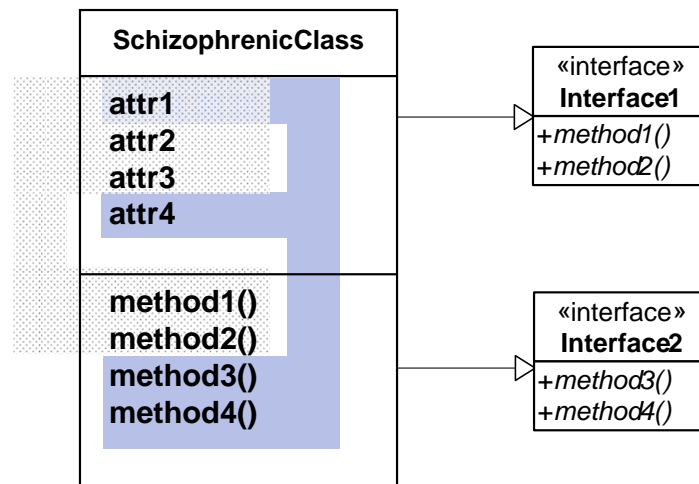 SchizophrenicClass
attr1
attr2
attr3
attr4
method1()
method2()
method3()
method4()
«interface»
Interface1
+method1()
+method2()
«interface»
Interface2
+method3()
+method4()